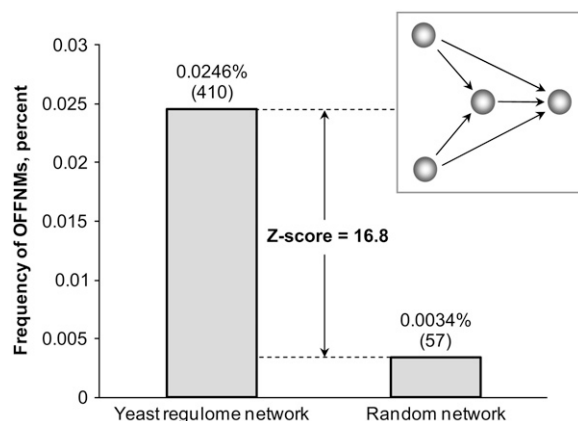 Frequency of OFFNMs, percent
0.03
0.025
0.02
0.015
0.01
0.005
0
0.0246%
(410)
Z-score = 16.8
0.0034%
(57)
Yeast regulome network
Random network